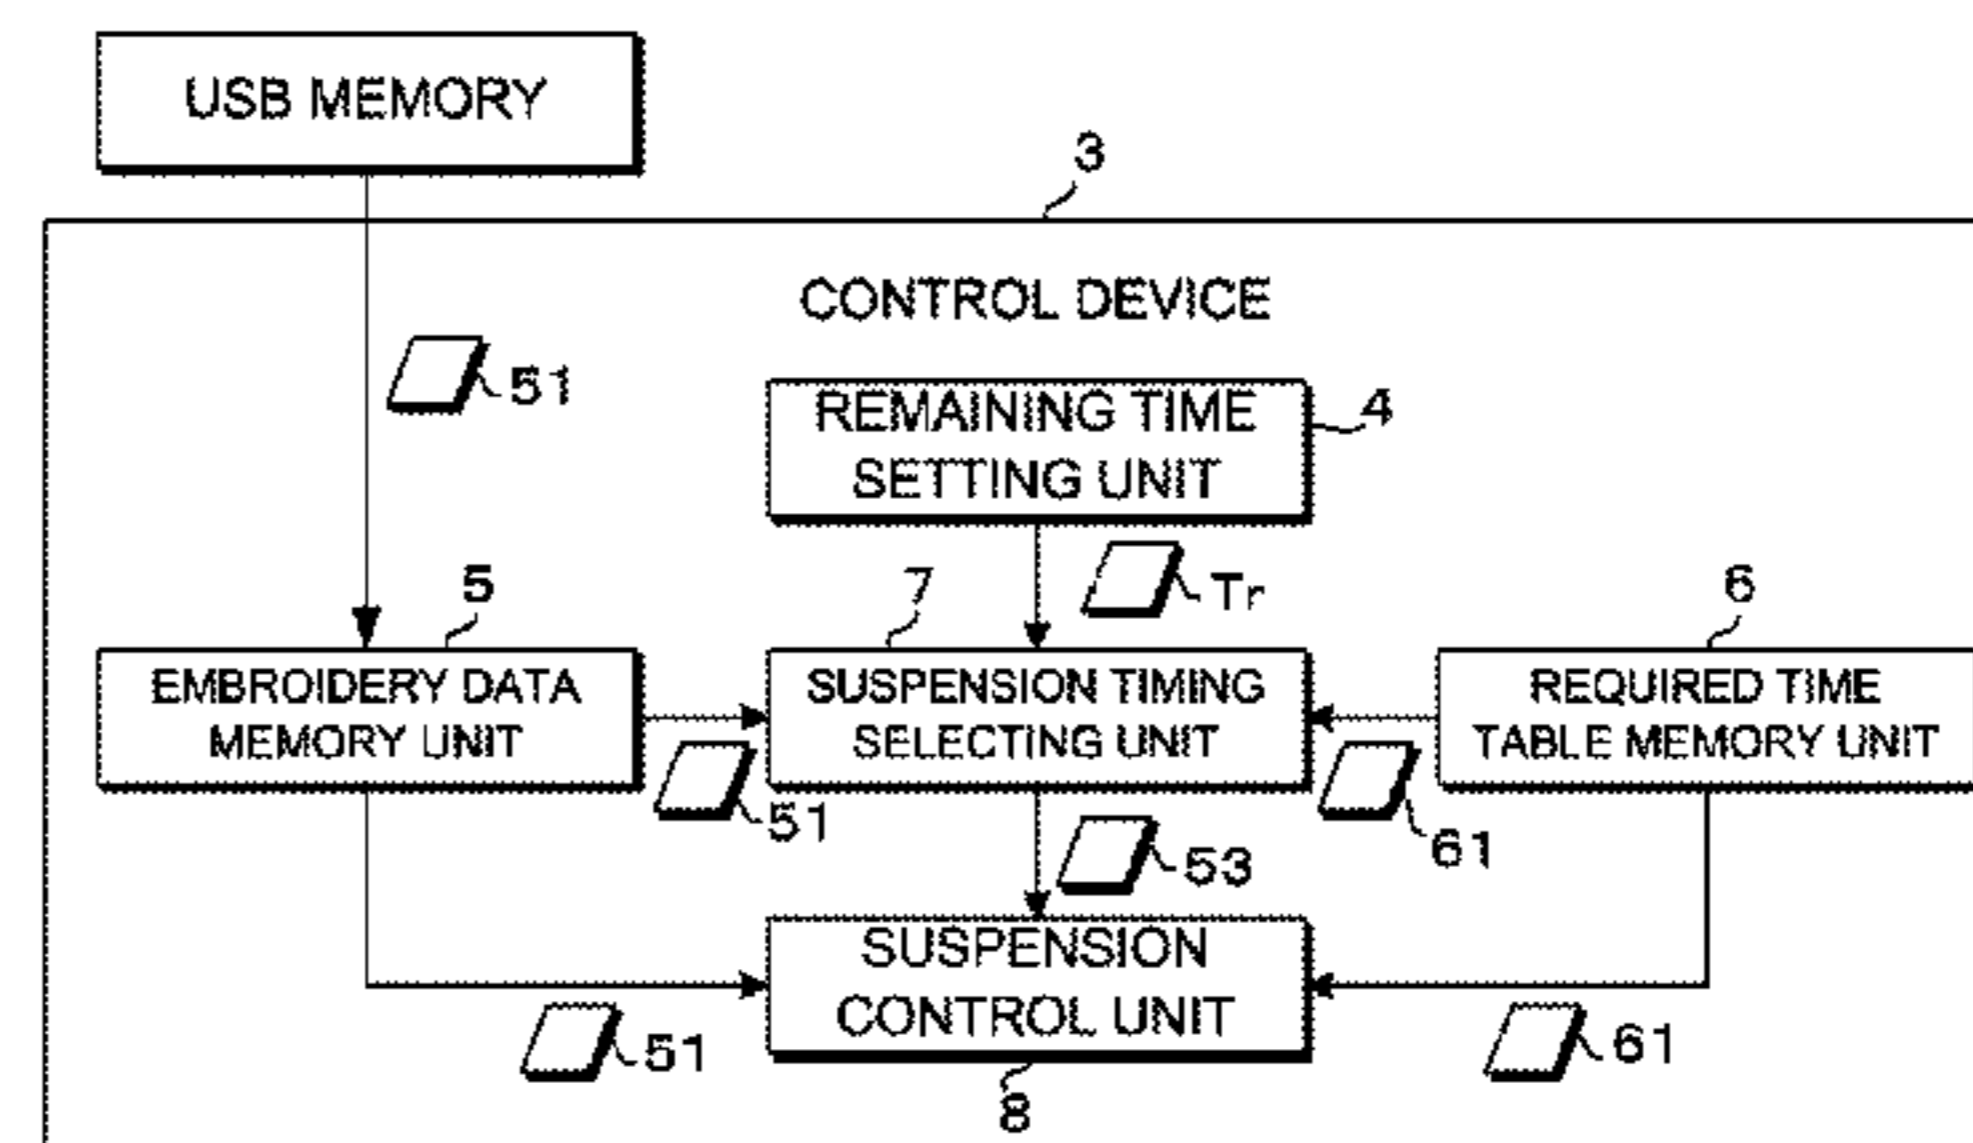 USB MEMORY
3
CONTROL DEVICE
51
REMAINING TIME
SETTING UNIT
4
5
7
Tr
6
EMBROIDERY DATA
MEMORY UNIT
SUSPENSION TIMING
SELECTING UNIT
REQUIRED TIME
TABLE MEMORY UNIT
51
53
61
SUSPENSION
CONTROL UNIT
51
61
8